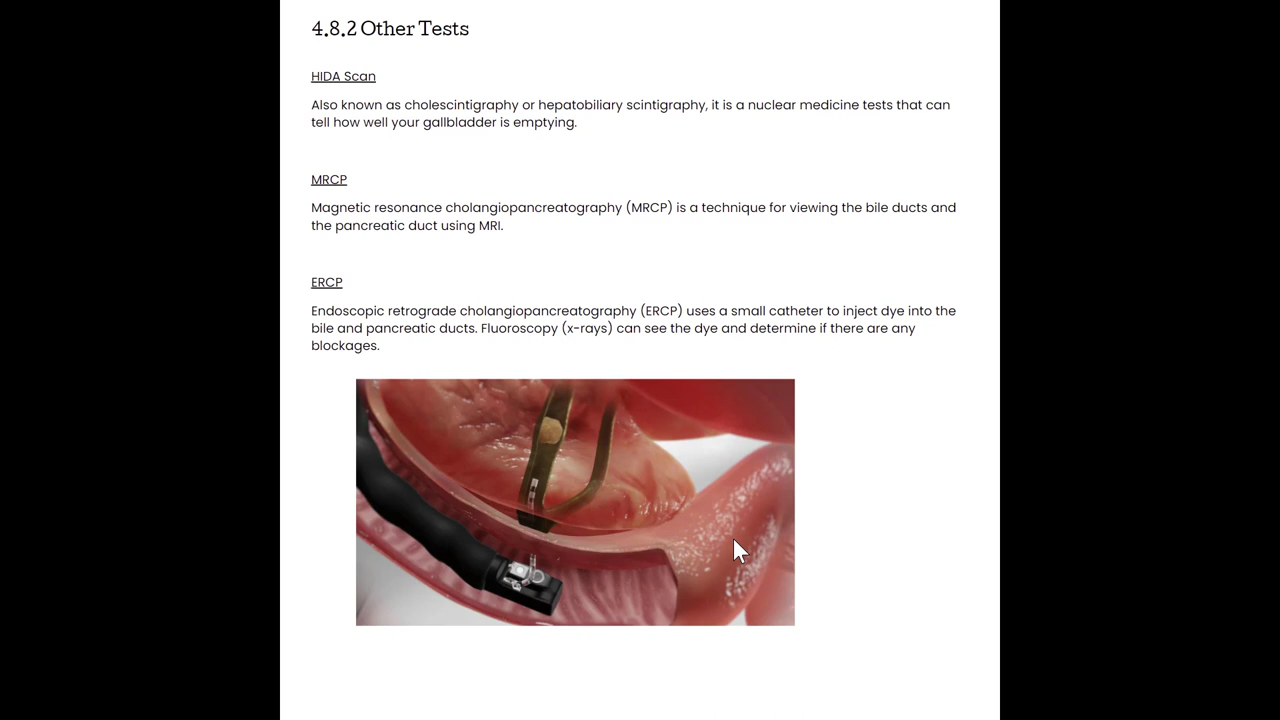 4.8.2 Other Tests
HIDA Scan
Also known as cholescintigraphy or hepatobiliary scintigraphy, it is a nuclear medicine tests that can
tell how well your gallbladder is emptying.
MRCP
Magnetic resonance cholangiopancreatography (MRCP) is a technique for viewing the bile ducts and
the pancreatic duct using MRI.
ERCP
Endoscopic retrograde cholangiopancreatography (ERCP) uses a small catheter to inject dye into the
bile and pancreatic ducts. Fluoroscopy (x-rays) can see the dye and determine if there are any
blockages.